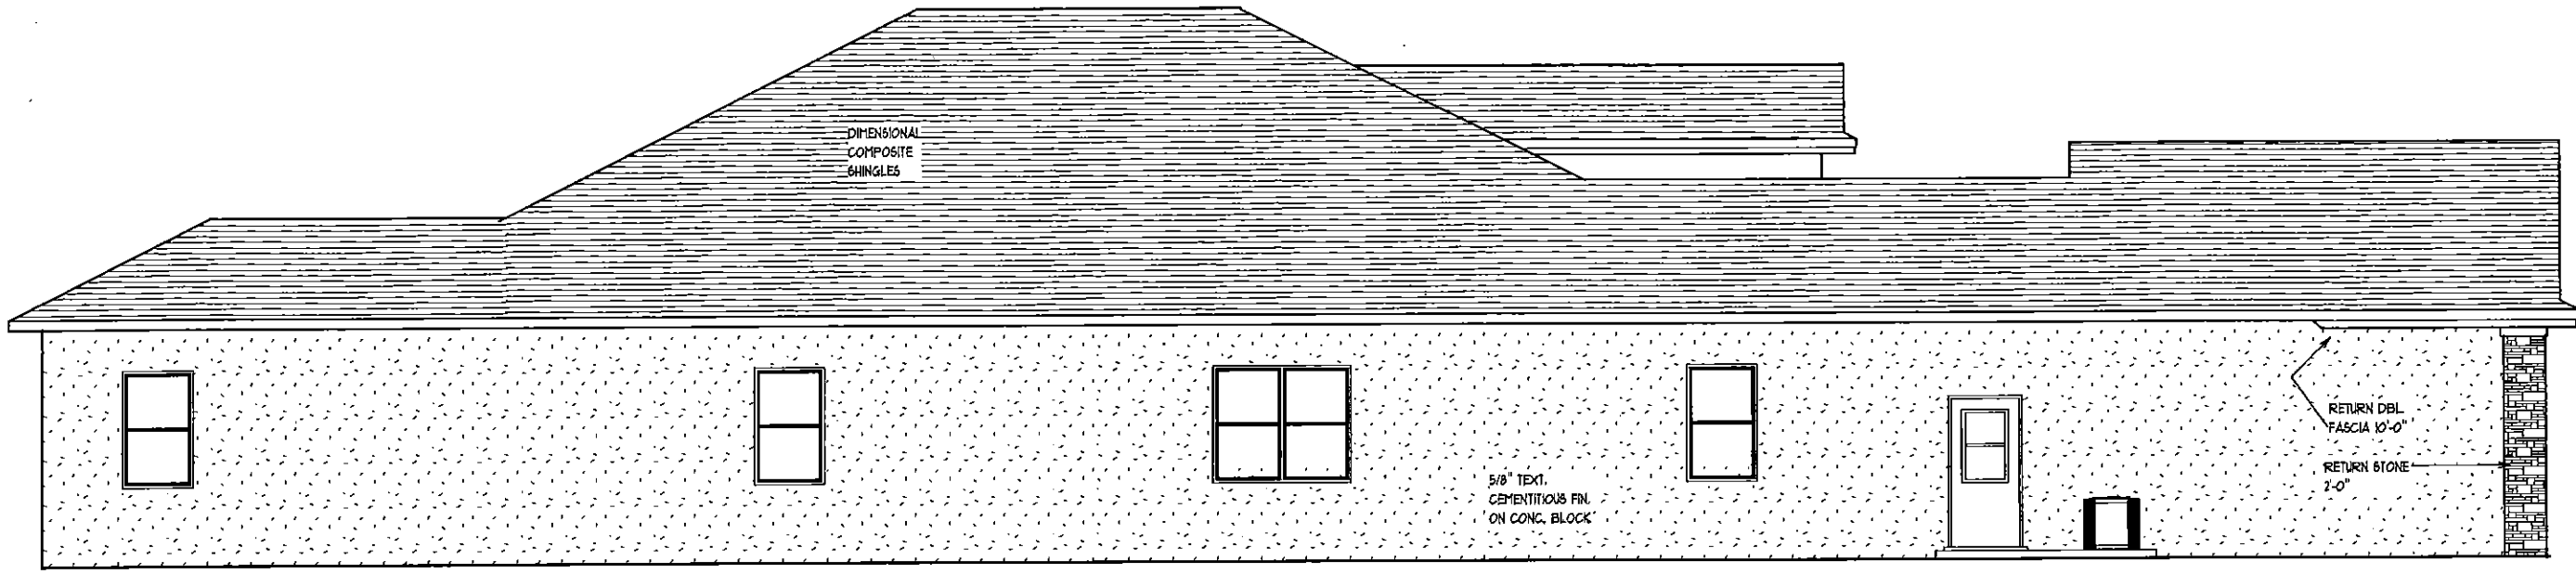 DIMENSIONAL
COMPOSITE
SHINGLES
5/8" TEXT.
CEMENTITIOUS FIN.
ON CONC. BLOCK
RETURN DBL.
FASCIA 10'-0"
RETURN STONE
2'-0"